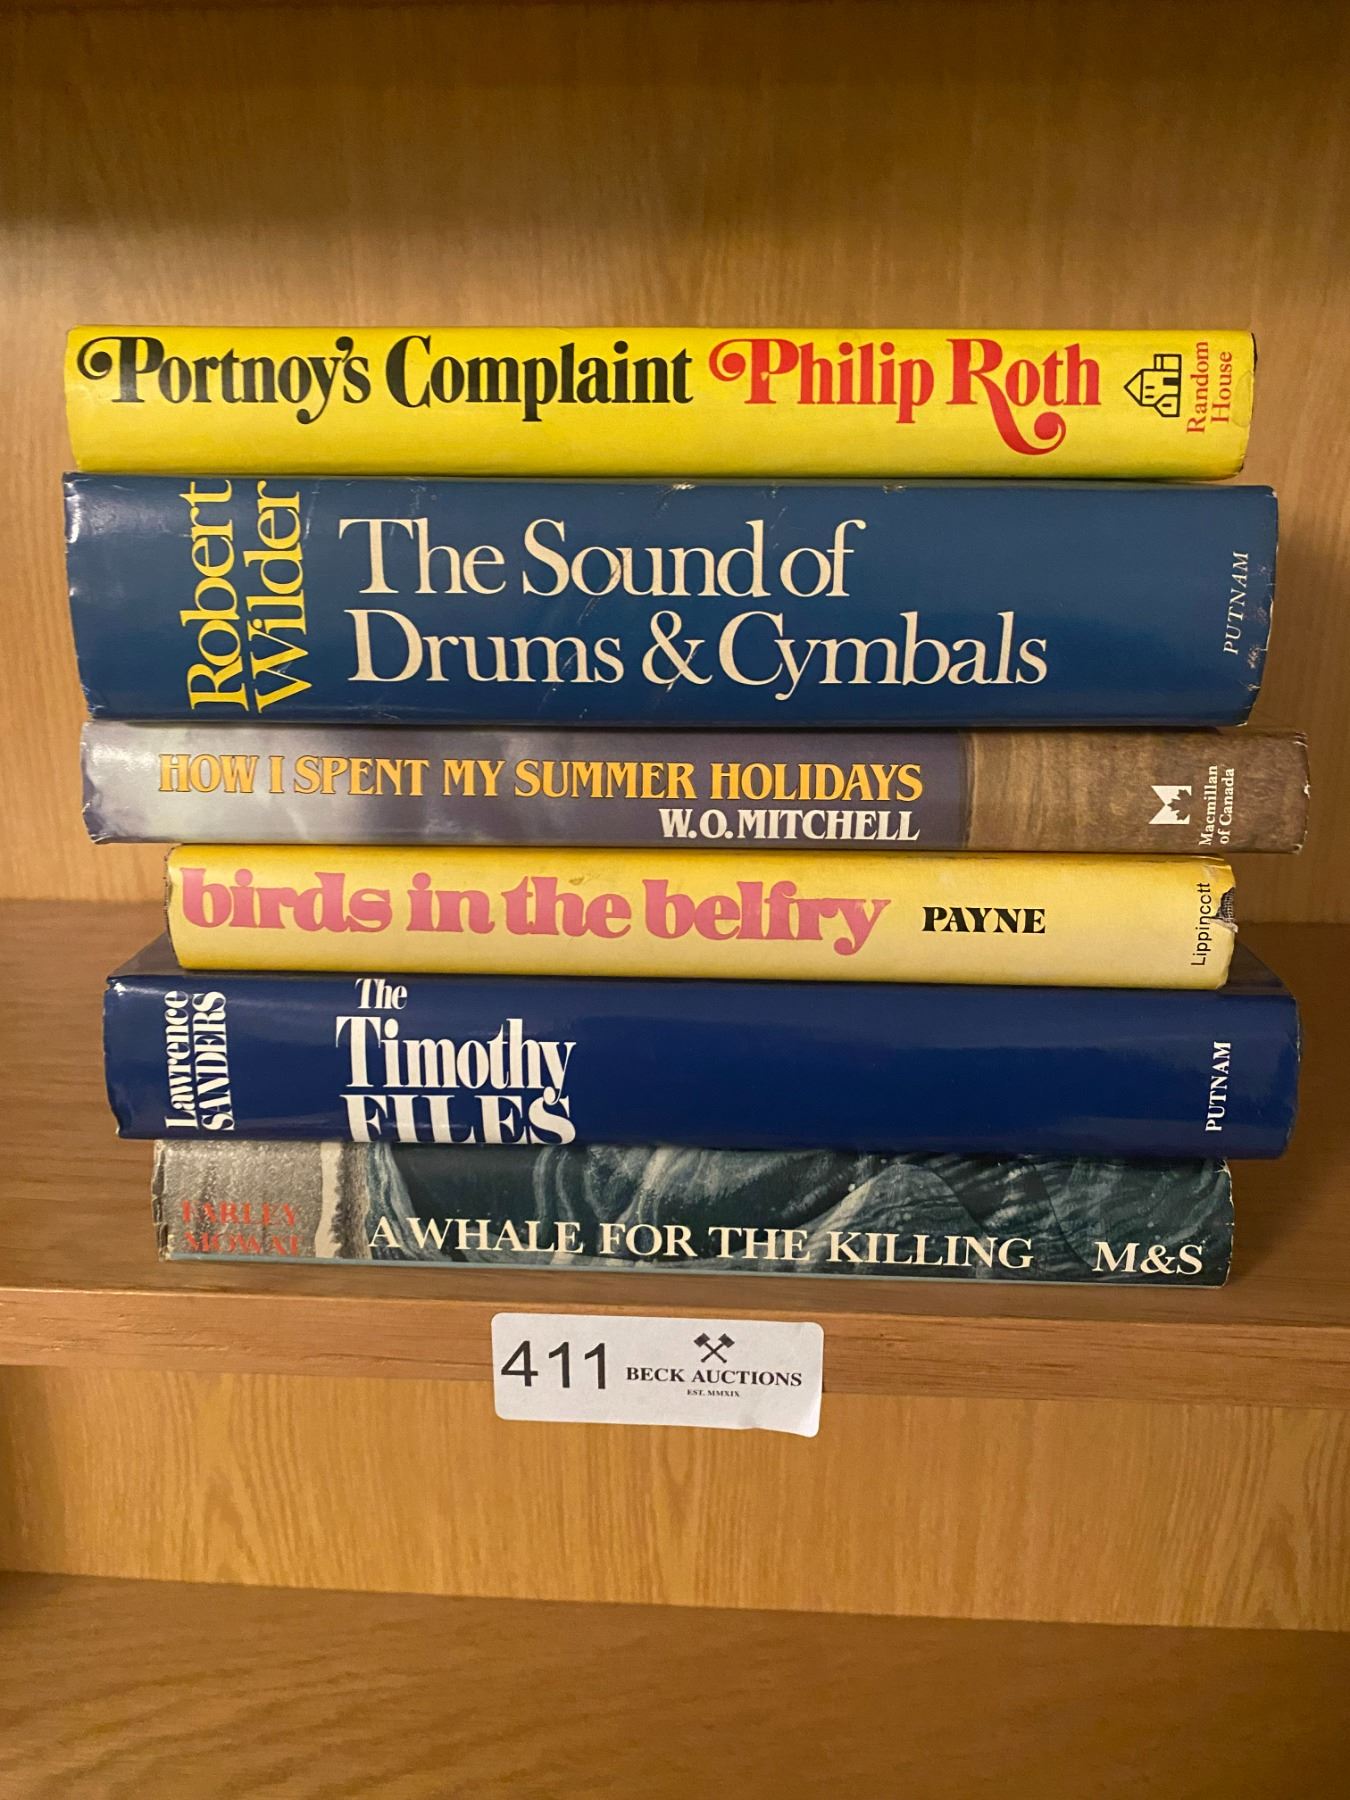 Portnoy's Complaint Philip Roth
Random
House
Robert
Wilder
The Sound of
Drums & Cymbals
PUTNAM
HOW I SPENT MY SUMMER HOLIDAYS
W.O. MITCHELL
Macmillan
of Canada
birds in the belfry PAYNE
Lippincott
Lawrence
SANDERS
The
Timothy
FILES
PUTNAM
FARLEY
MOWAT
A WHALE FOR THE KILLING M&S
411 BECK AUCTIONS
EST. MMXIX